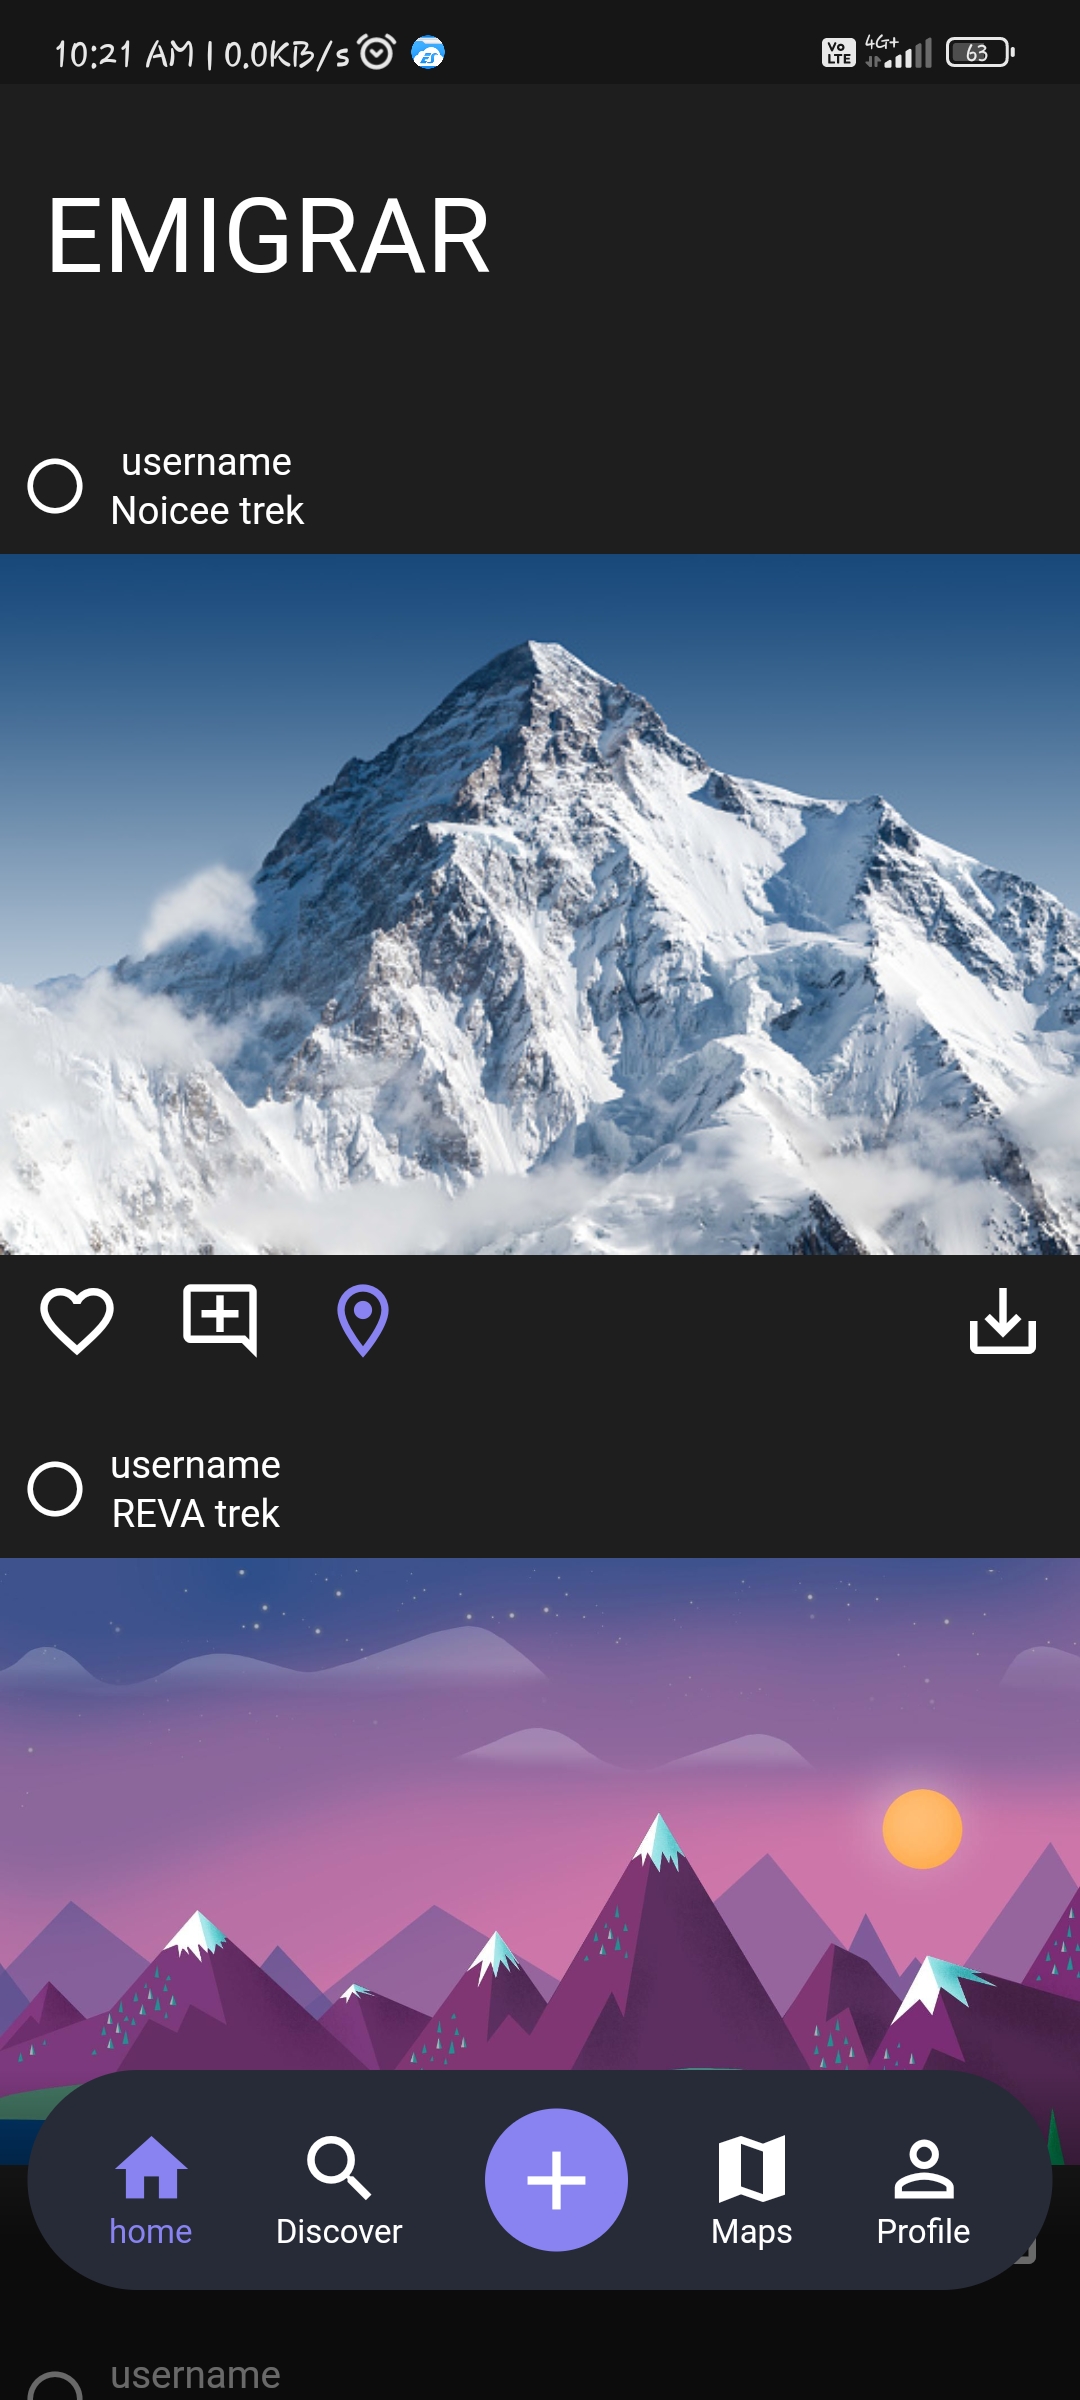 10:21 AM | 0.0KB/s
Vo LTE 4G+ 63
EMIGRAR
username
Noicee trek
username
REVA trek
home Discover Maps Profile
username